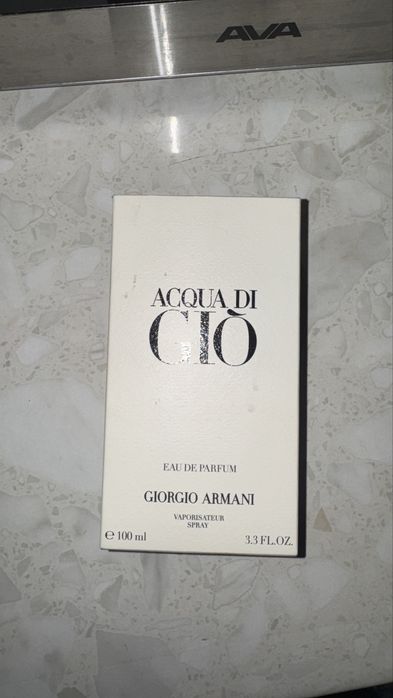 AVA
ACQUA DI
GIÒ
EAU DE PARFUM
GIORGIO ARMANI
VAPORISATEUR
SPRAY
℮ 100 ml
3.3 FL.OZ.